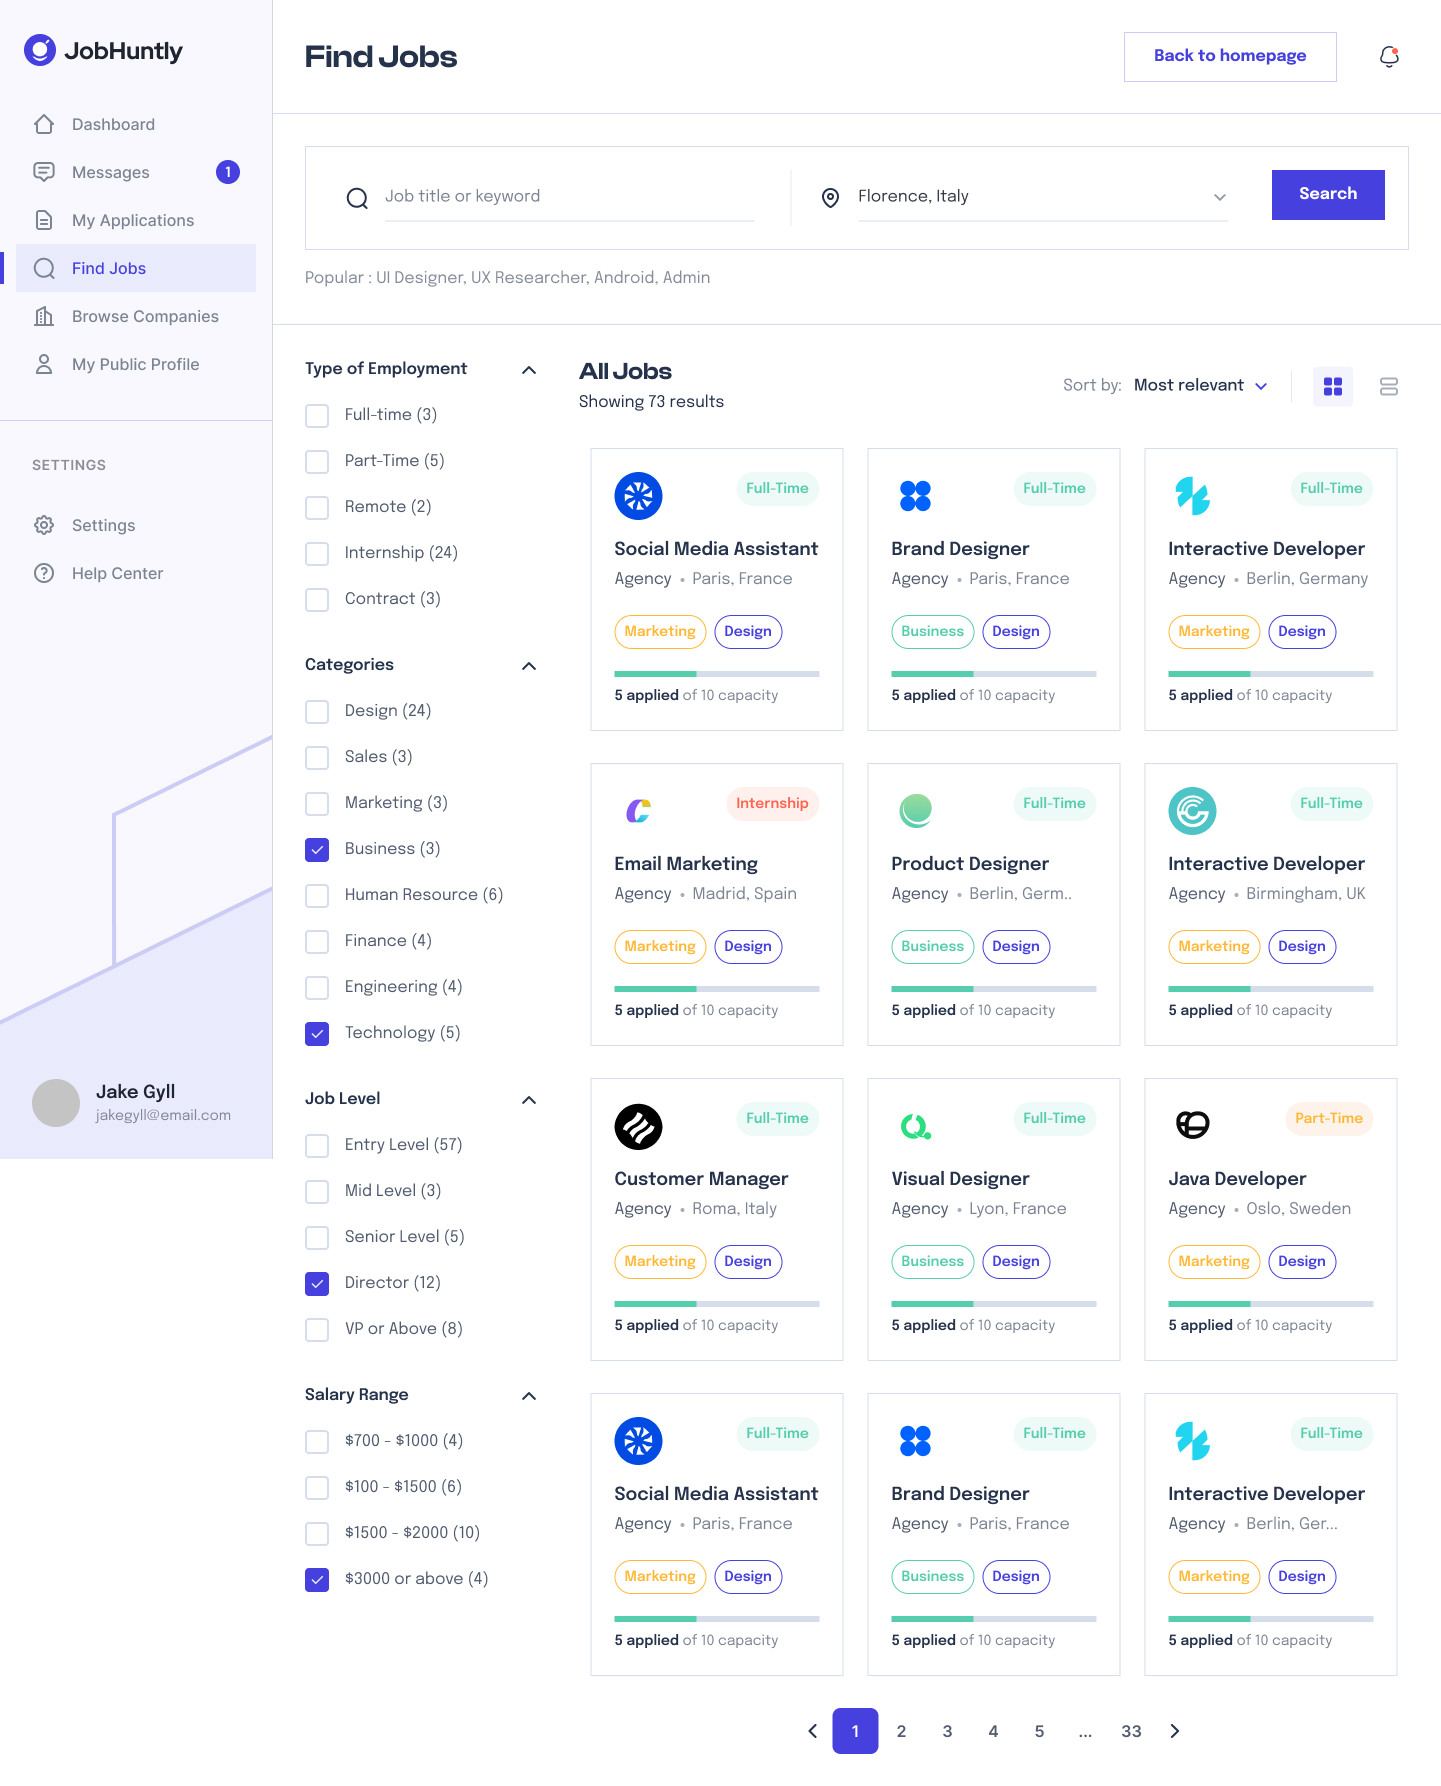 JobHuntly
Dashboard
Messages 1
My Applications
Find Jobs
Browse Companies
My Public Profile
SETTINGS
Settings
Help Center
Jake Gyll
jakegyll@email.com
Find Jobs
Back to homepage
Job title or keyword
Florence, Italy
Search
Popular : UI Designer, UX Researcher, Android, Admin
Type of Employment
Full-time (3)
Part-Time (5)
Remote (2)
Internship (24)
Contract (3)
Categories
Design (24)
Sales (3)
Marketing (3)
Business (3)
Human Resource (6)
Finance (4)
Engineering (4)
Technology (5)
Job Level
Entry Level (57)
Mid Level (3)
Senior Level (5)
Director (12)
VP or Above (8)
Salary Range
$700 - $1000 (4)
$100 - $1500 (6)
$1500 - $2000 (10)
$3000 or above (4)
All Jobs
Showing 73 results
Sort by: Most relevant
Full-Time
Social Media Assistant
Agency • Paris, France
Marketing Design
5 applied of 10 capacity
Full-Time
Brand Designer
Agency • Paris, France
Business Design
5 applied of 10 capacity
Full-Time
Interactive Developer
Agency • Berlin, Germany
Marketing Design
5 applied of 10 capacity
Internship
Email Marketing
Agency • Madrid, Spain
Marketing Design
5 applied of 10 capacity
Full-Time
Product Designer
Agency • Berlin, Germ..
Business Design
5 applied of 10 capacity
Full-Time
Interactive Developer
Agency • Birmingham, UK
Marketing Design
5 applied of 10 capacity
Full-Time
Customer Manager
Agency • Roma, Italy
Marketing Design
5 applied of 10 capacity
Full-Time
Visual Designer
Agency • Lyon, France
Business Design
5 applied of 10 capacity
Part-Time
Java Developer
Agency • Oslo, Sweden
Marketing Design
5 applied of 10 capacity
Full-Time
Social Media Assistant
Agency • Paris, France
Marketing Design
5 applied of 10 capacity
Full-Time
Brand Designer
Agency • Paris, France
Business Design
5 applied of 10 capacity
Full-Time
Interactive Developer
Agency • Berlin, Ger...
Marketing Design
5 applied of 10 capacity
1 2 3 4 5 ... 33